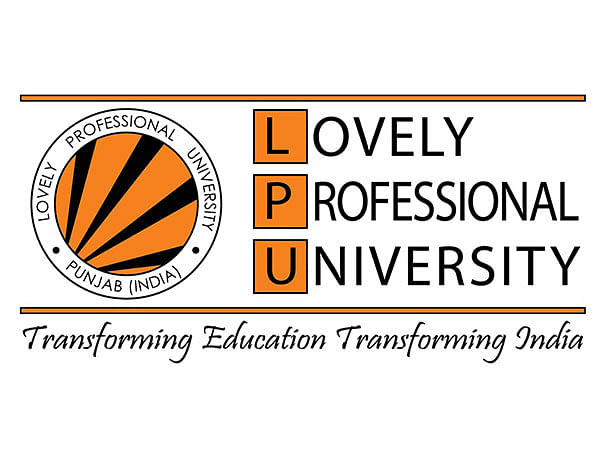 LOVELY PROFESSIONAL UNIVERSITY
• PUNJAB (INDIA) •
LOVELY
PROFESSIONAL
UNIVERSITY
Transforming Education Transforming India